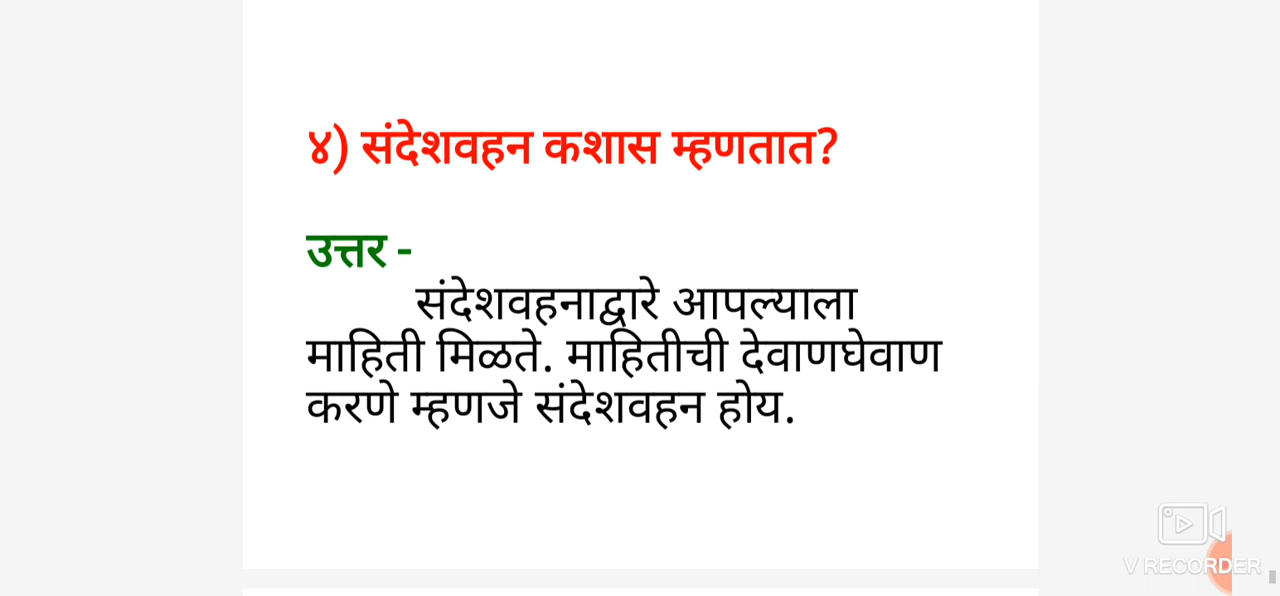 ४) संदेशवहन कशास म्हणतात?
उत्तर -
संदेशवहनाद्वारे आपल्याला
माहिती मिळते. माहितीची देवाणघेवाण
करणे म्हणजे संदेशवहन होय.
V RECORDER